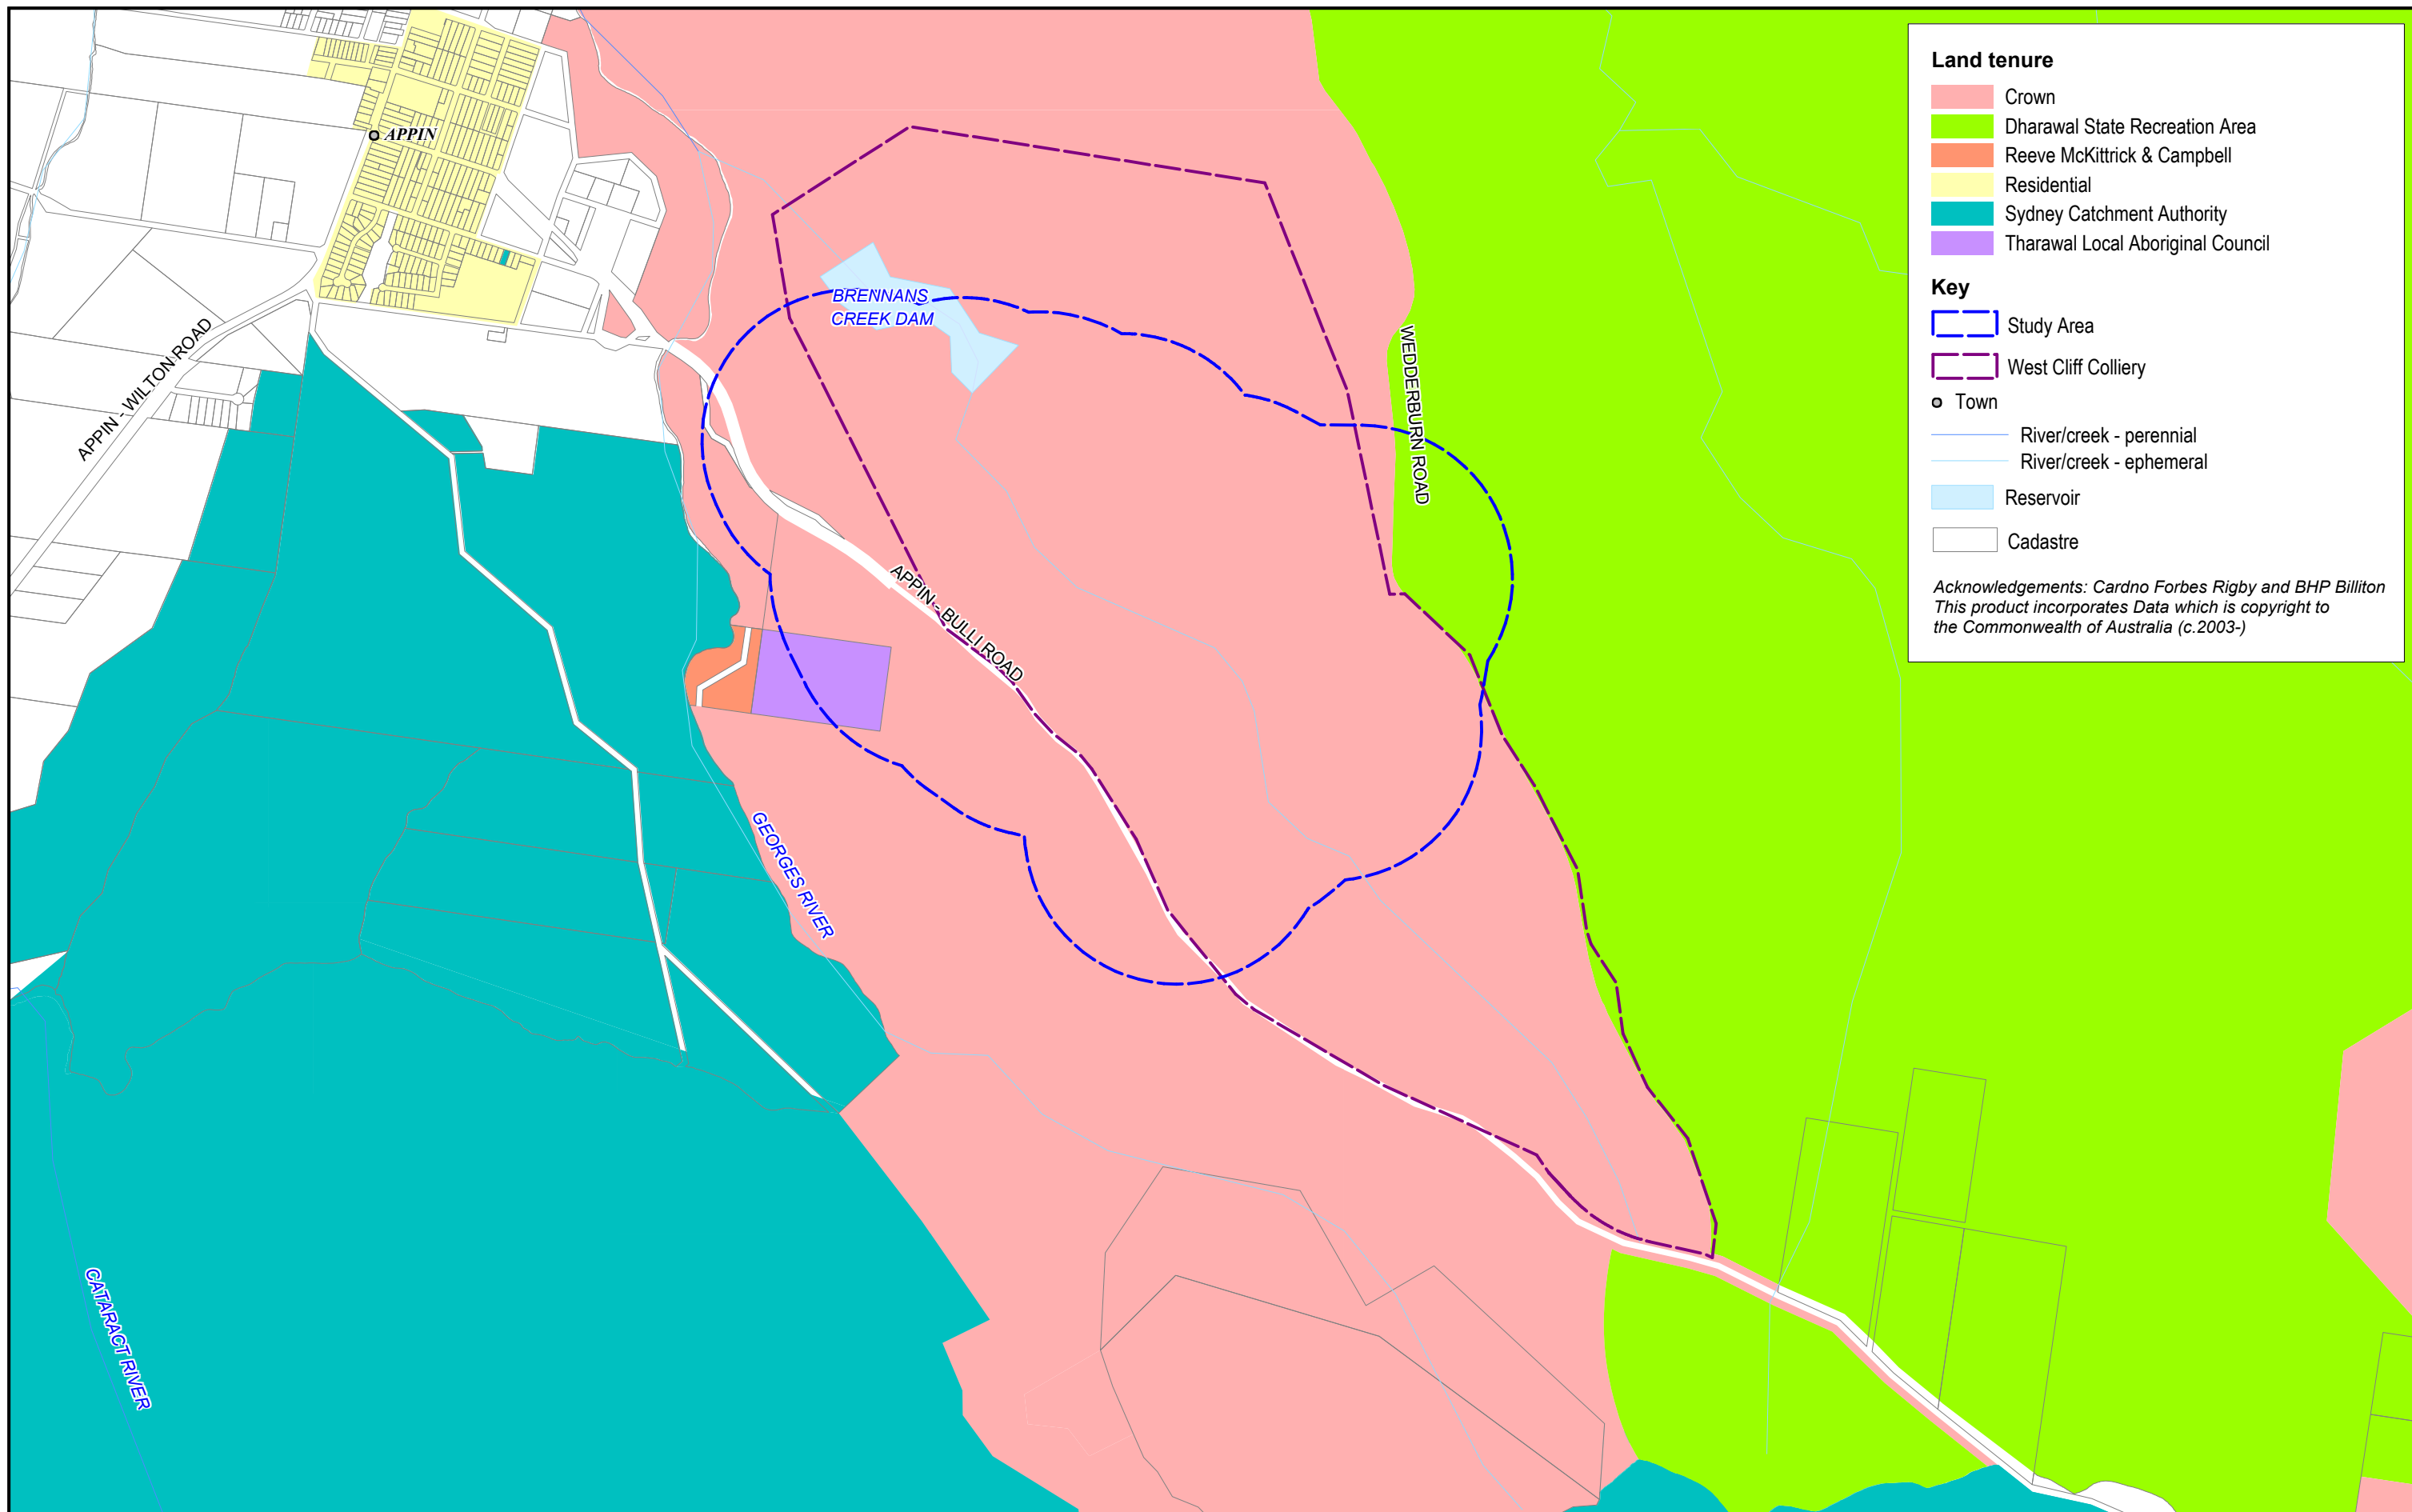 APPIN
BRENNANS
CREEK DAM
APPIN - WILTON ROAD
WEDDERBURN ROAD
APPIN - BULLI ROAD
GEORGES RIVER
CATARACT RIVER
Land tenure
Crown
Dharawal State Recreation Area
Reeve McKittrick & Campbell
Residential
Sydney Catchment Authority
Tharawal Local Aboriginal Council
Key
Study Area
West Cliff Colliery
Town
River/creek - perennial
River/creek - ephemeral
Reservoir
Cadastre
Acknowledgements: Cardno Forbes Rigby and BHP Billiton
This product incorporates Data which is copyright to
the Commonwealth of Australia (c.2003-)